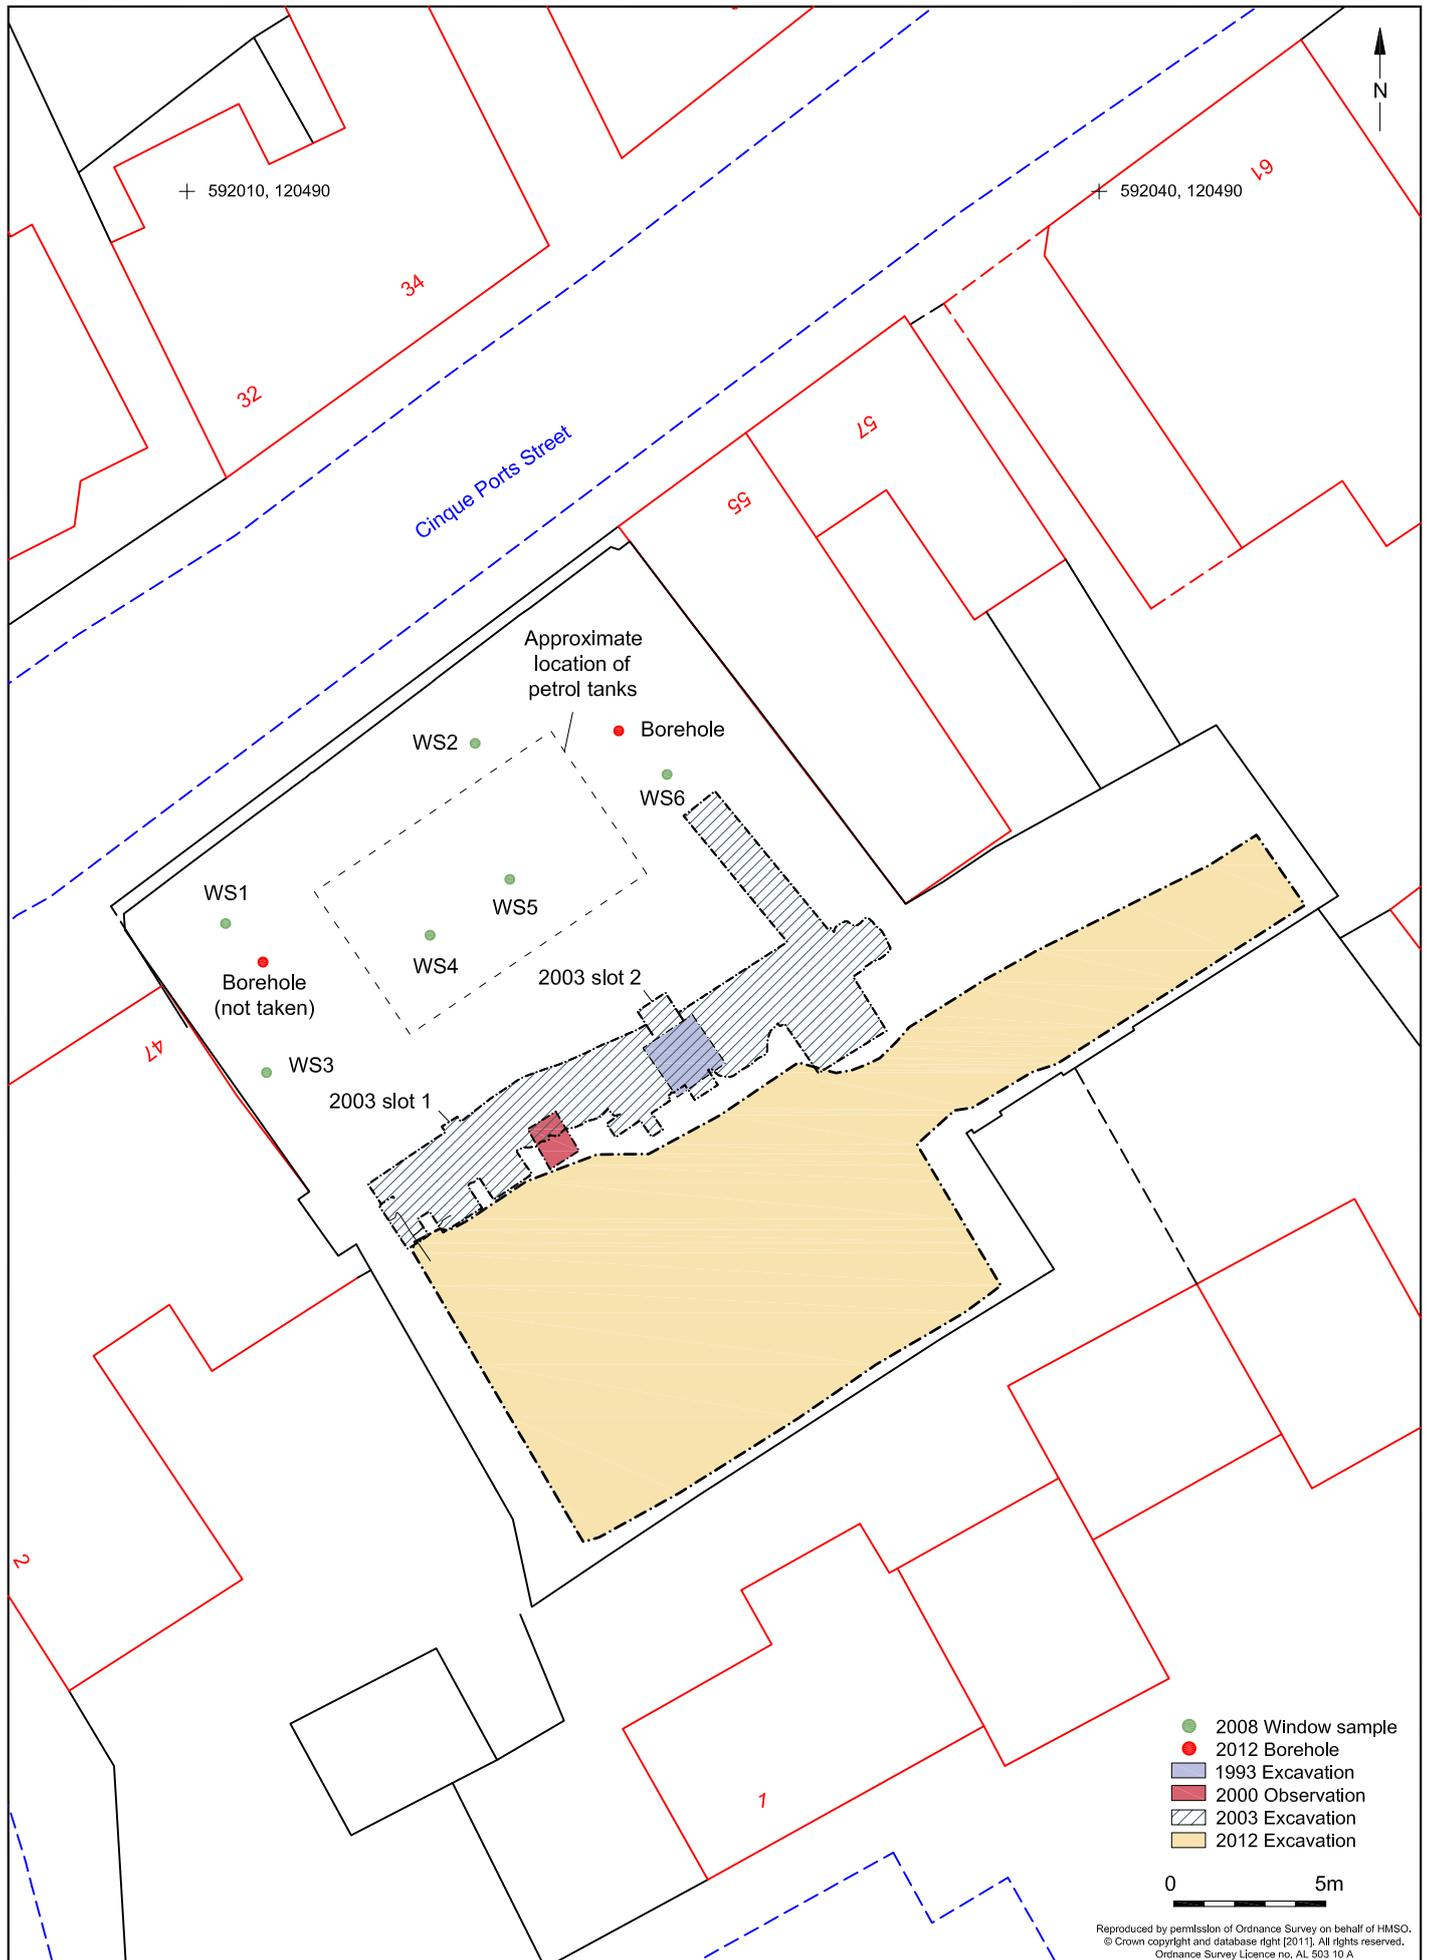 N
61
592010, 120490
592040, 120490
34
32
57
Cinque Ports Street
55
Approximate
location of
petrol tanks
WS2
Borehole
WS6
WS1
WS5
WS4
Borehole
(not taken)
2003 slot 2
47
WS3
2003 slot 1
2
1
2008 Window sample
2012 Borehole
1993 Excavation
2000 Observation
2003 Excavation
2012 Excavation
0 5m
Reproduced by permission of Ordnance Survey on behalf of HMSO.
© Crown copyright and database right [2011]. All rights reserved.
Ordnance Survey Licence no, AL 503 10 A